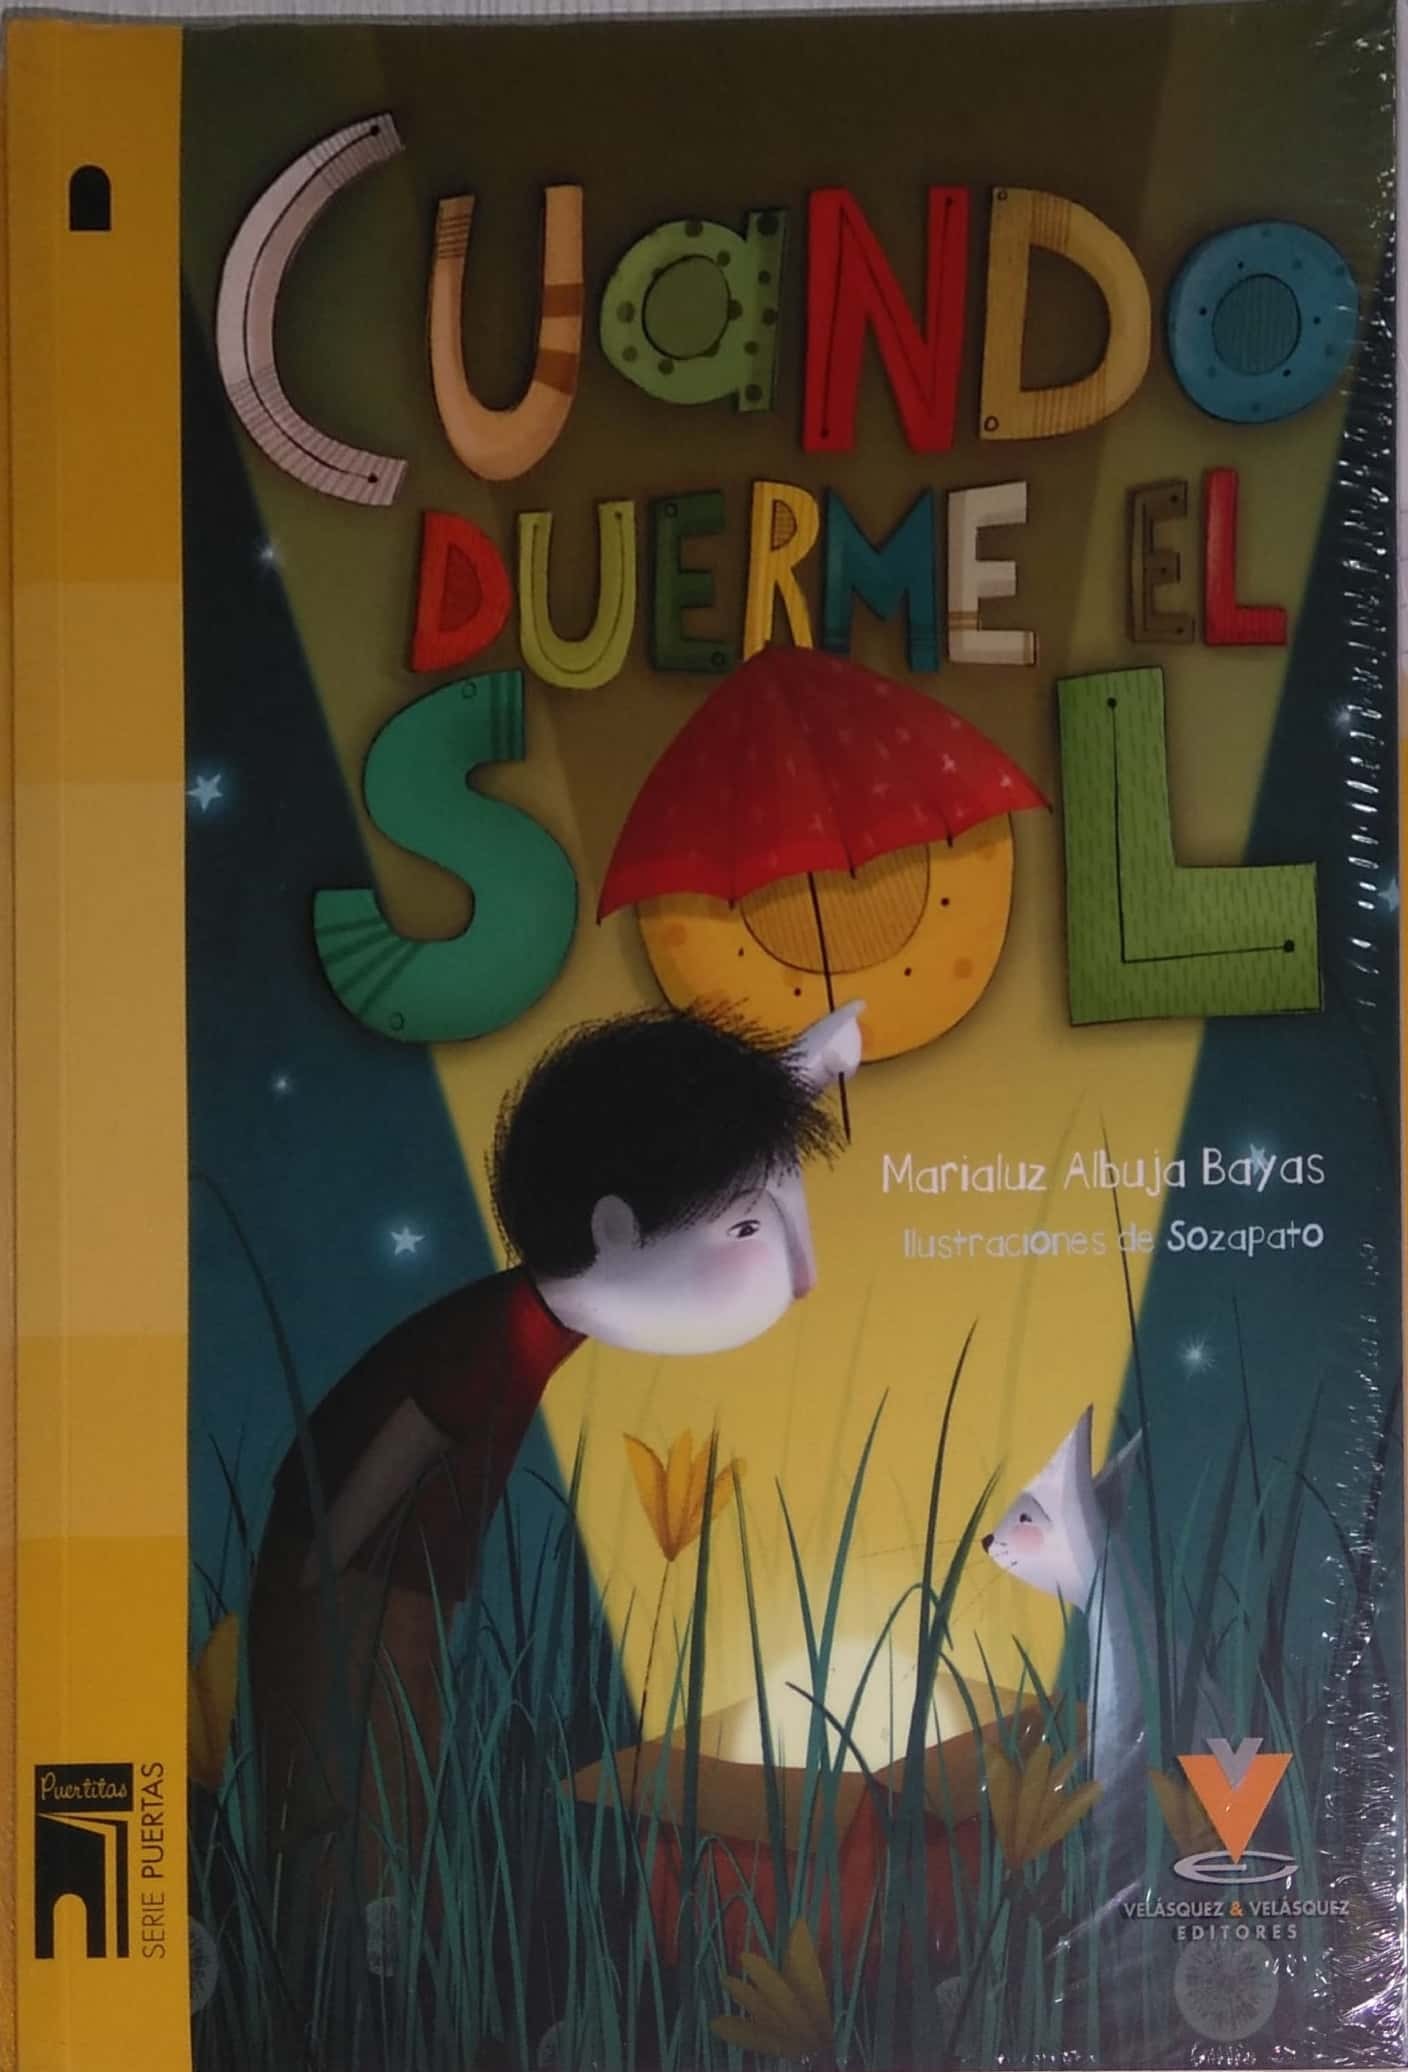 CUANDO
DUERME EL
SOL
Marialuz Albuja Bayas
Ilustraciones de Sozapato
Puertitas
SERIE PUERTAS
VELÁSQUEZ & VELÁSQUEZ
EDITORES